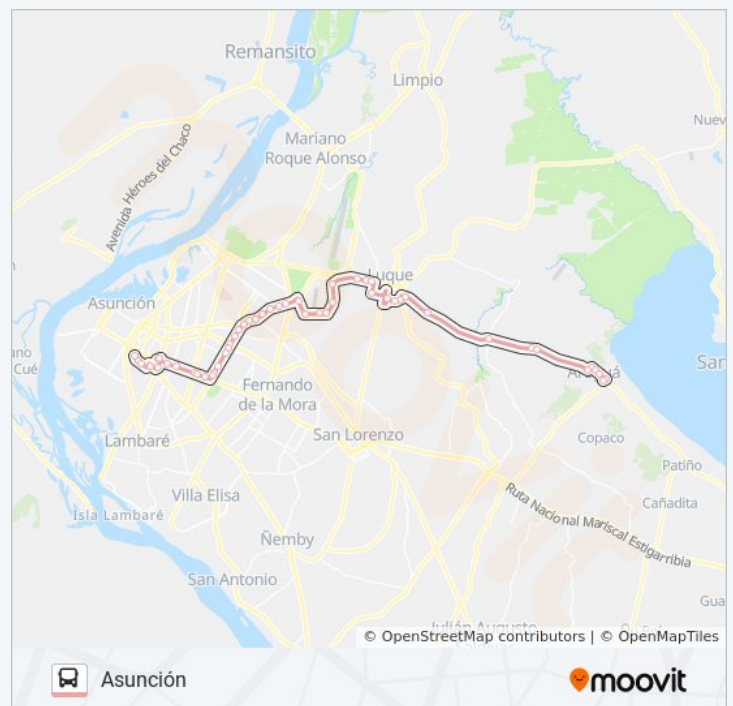 Remansito
Limpio
Nuev
Mariano
Roque Alonso
Avenida Héroes del Chaco
Luque
Asunción
ano
Cué
San
Fernando
de la Mora
Lambaré
San Lorenzo
Copaco
Patiño
Villa Elisa
Ruta Nacional Mariscal Estigarribia
Cañadita
Isla Lambaré
Ñemby
San Antonio
Gua
© OpenStreetMap contributors | © OpenMapTiles
Asunción
moovit